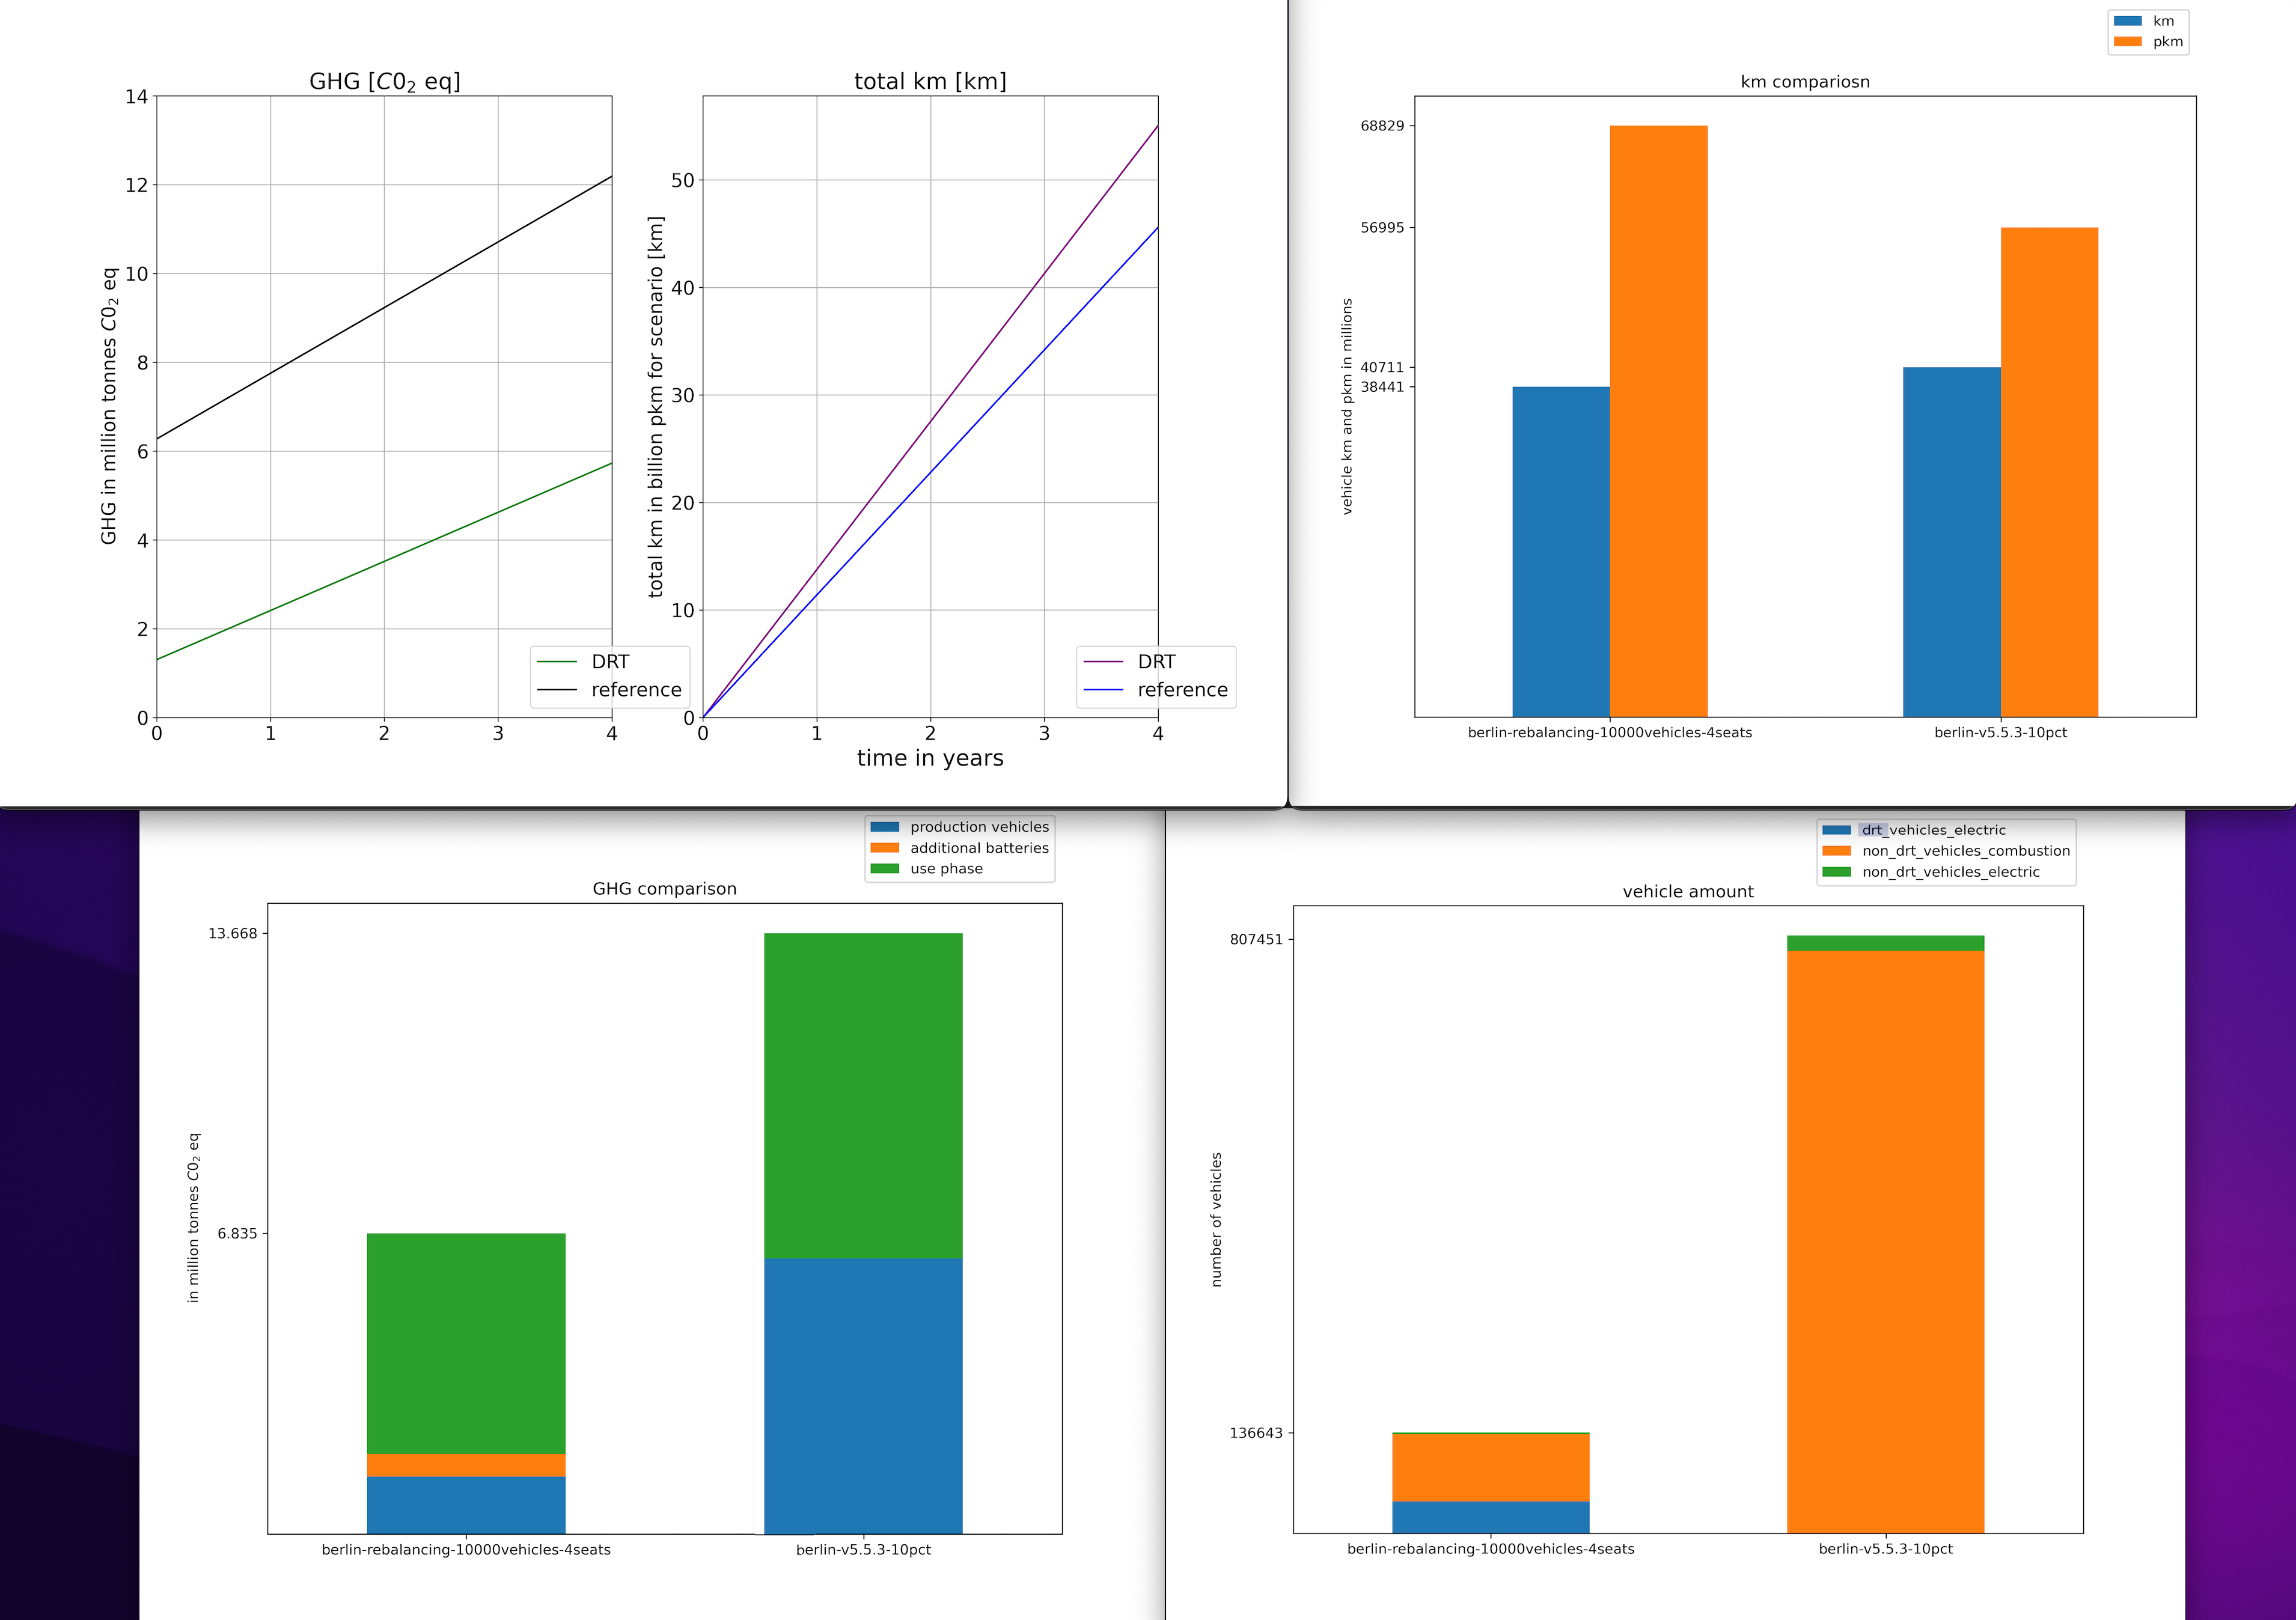 GHG [C0₂ eq]
GHG in million tonnes C0₂ eq
14
12
10
8
6
4
2
0
0 1 2 3 4
DRT
reference
total km [km]
total km in billion pkm for scenario [km]
50
40
30
20
10
0
0 1 2 3 4
time in years
DRT
reference
km
pkm
km compariosn
vehicle km and pkm in millions
68829
56995
40711
38441
berlin-rebalancing-10000vehicles-4seats
berlin-v5.5.3-10pct
production vehicles
additional batteries
use phase
GHG comparison
in million tonnes C0₂ eq
13.668
6.835
berlin-rebalancing-10000vehicles-4seats
berlin-v5.5.3-10pct
drt_vehicles_electric
non_drt_vehicles_combustion
non_drt_vehicles_electric
vehicle amount
number of vehicles
807451
136643
berlin-rebalancing-10000vehicles-4seats
berlin-v5.5.3-10pct